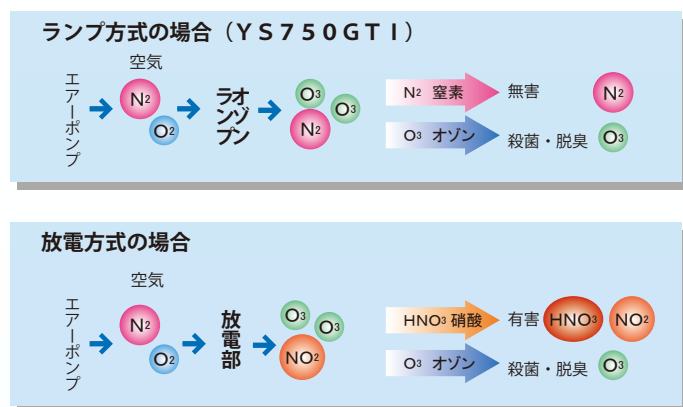 ランプ方式の場合（ＹＳ７５０ＧＴＩ）
空気
エアーポンプ
N2
O2
オゾン
ランプ
O3
O3
N2
N2 窒素
無害
N2
O3 オゾン
殺菌・脱臭
O3
放電方式の場合
空気
エアーポンプ
N2
O2
放電部
O3
O3
NO2
HNO3 硝酸
有害
HNO3
NO2
O3 オゾン
殺菌・脱臭
O3